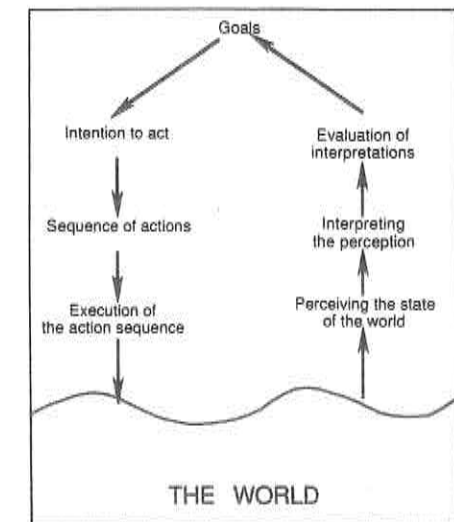 Goals
Intention to act
Sequence of actions
Execution of
the action sequence
Evaluation of
interpretations
Interpreting
the perception
Perceiving the state
of the world
THE WORLD